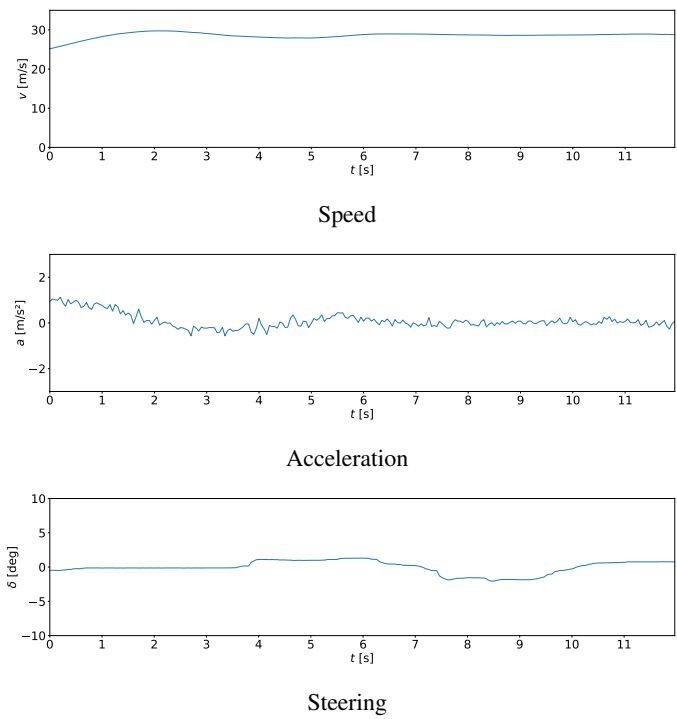 30
20
10
0
v [m/s]
0 1 2 3 4 5 6 7 8 9 10 11
t [s]
Speed
2
0
−2
a [m/s²]
0 1 2 3 4 5 6 7 8 9 10 11
t [s]
Acceleration
10
5
0
−5
−10
δ [deg]
0 1 2 3 4 5 6 7 8 9 10 11
t [s]
Steering